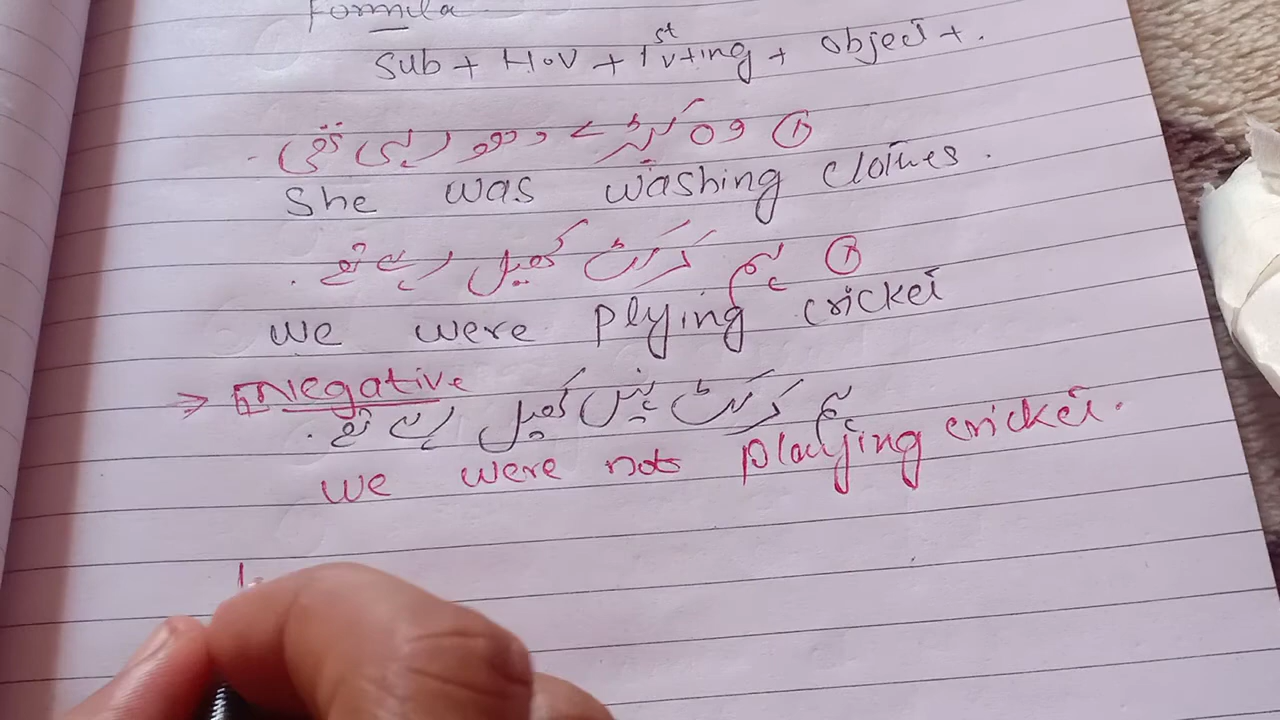 Formula
Sub + H.v + 1st v+ing + object + .
① وہ کپڑے دھو رہی تھی ۔
She was washing clothes .
② ہم کرکٹ کھیل رہے تھے ۔
we were plying cricket
⇒ Negative
ہم کرکٹ نہیں کھیل رہے تھے ۔
we were not playing cricket .